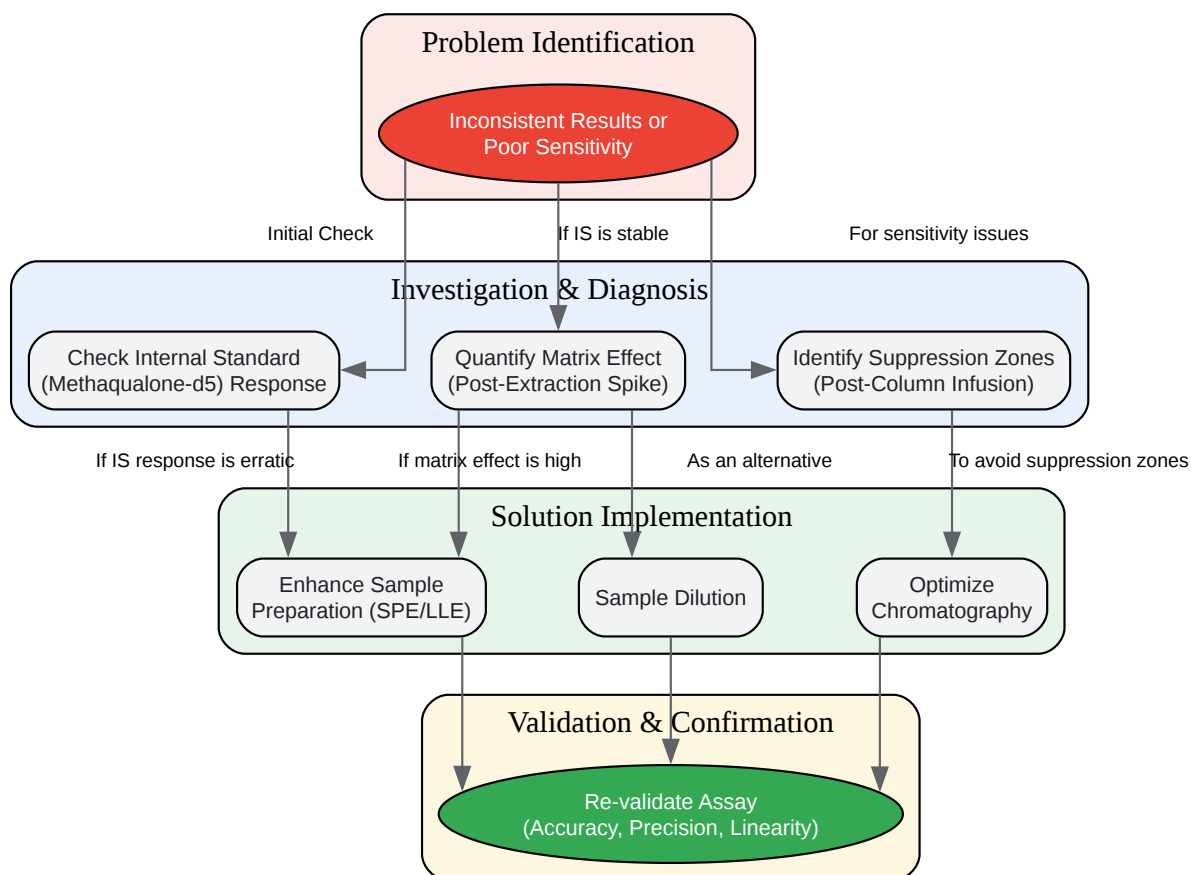 Problem Identification
Inconsistent Results or
Poor Sensitivity
Initial Check
If IS is stable
For sensitivity issues
Investigation & Diagnosis
Check Internal Standard
(Methaqualone-d5) Response
Quantify Matrix Effect
(Post-Extraction Spike)
Identify Suppression Zones
(Post-Column Infusion)
If IS response is erratic
If matrix effect is high
As an alternative
To avoid suppression zones
Solution Implementation
Enhance Sample
Preparation (SPE/LLE)
Sample Dilution
Optimize
Chromatography
Validation & Confirmation
Re-validate Assay
(Accuracy, Precision, Linearity)